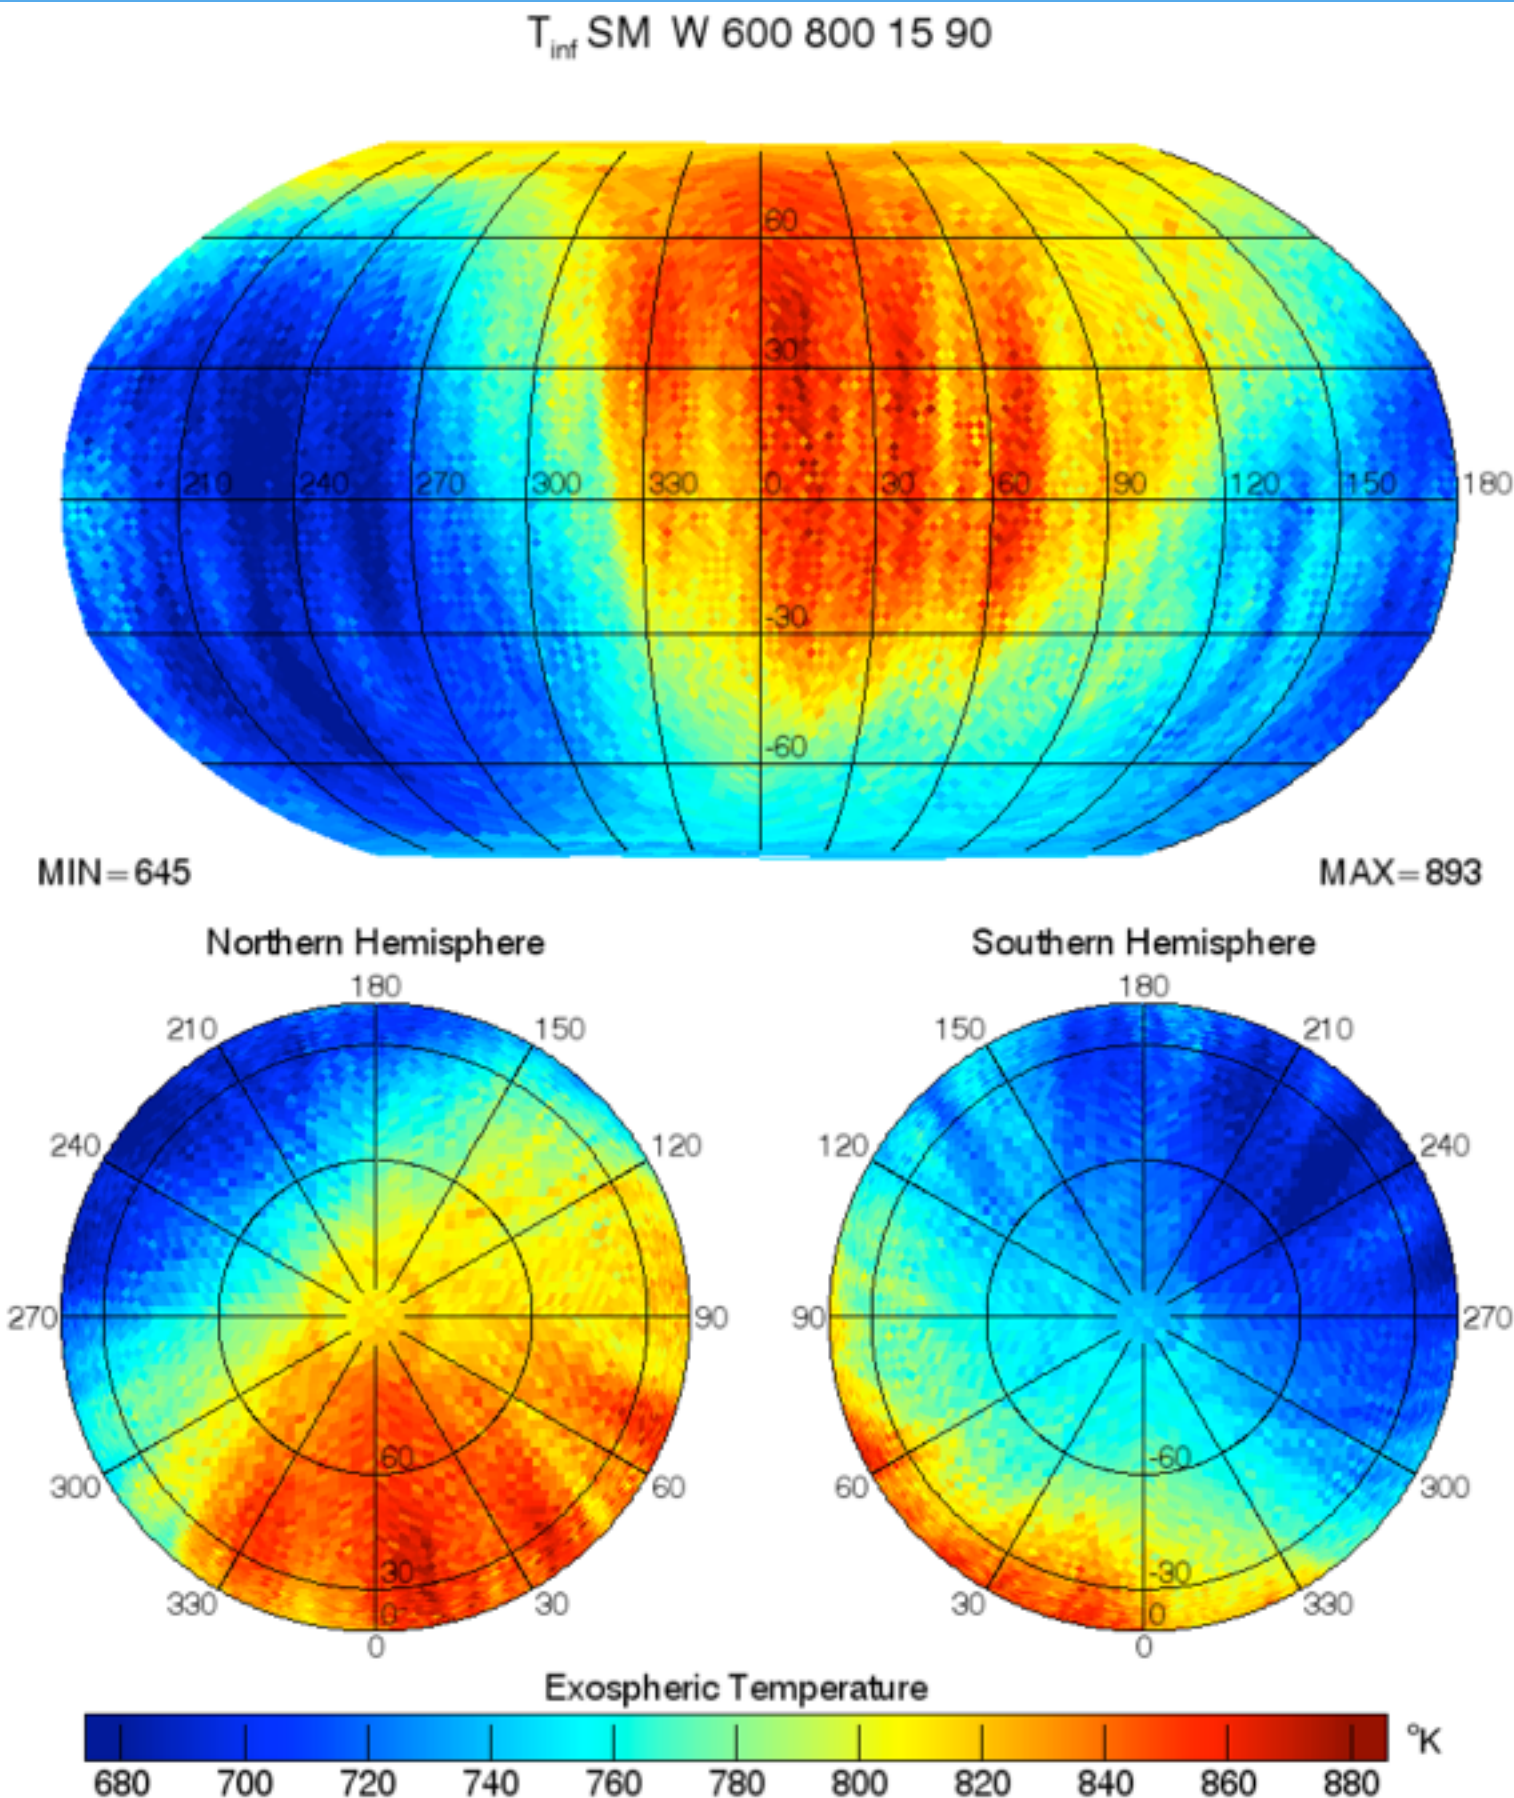 Tinf SM W 600 800 15 90
60
30
210 240 270 300 330 0 30 60 90 120 150 180
-30
-60
MIN=645 MAX=893
Northern Hemisphere Southern Hemisphere
180 180
210 150 150 210
240 120 120 240
270 90 90 270
60 -60
300 60 60 300
30 -30
330 0 30 30 0 330
0 0
Exospheric Temperature
°K
680 700 720 740 760 780 800 820 840 860 880